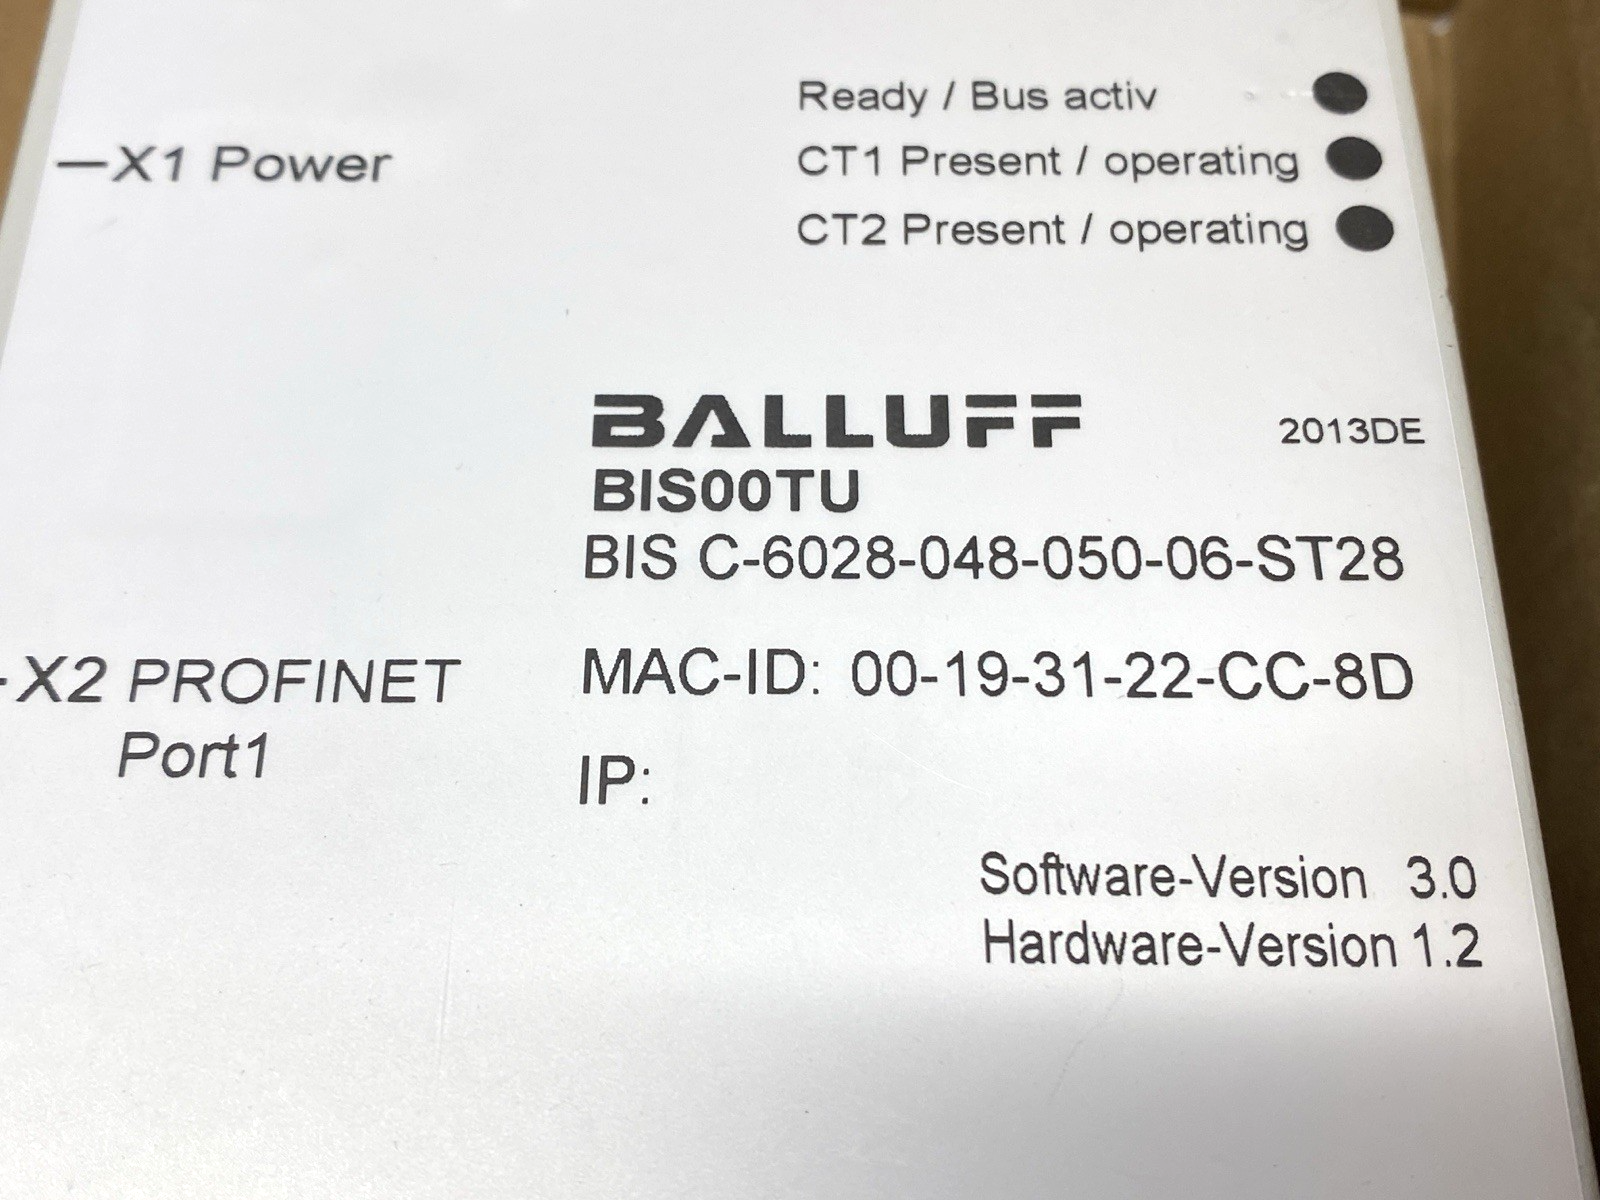 Ready / Bus activ
CT1 Present / operating
CT2 Present / operating
—X1 Power
BALLUFF
2013DE
BIS00TU
BIS C-6028-048-050-06-ST28
-X2 PROFINET
Port1
MAC-ID: 00-19-31-22-CC-8D
IP:
Software-Version 3.0
Hardware-Version 1.2